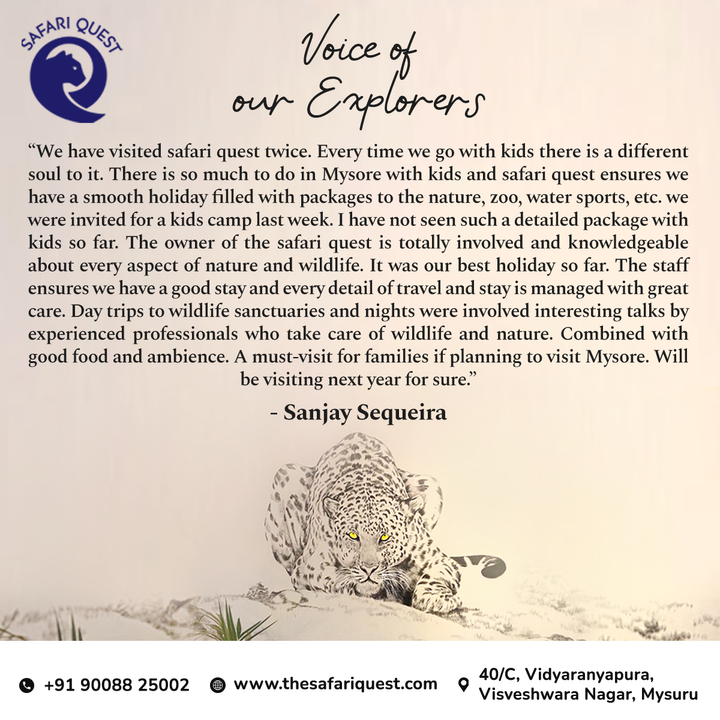 SAFARI QUEST
Voice of
our Explorers
“We have visited safari quest twice. Every time we go with kids there is a different
soul to it. There is so much to do in Mysore with kids and safari quest ensures we
have a smooth holiday filled with packages to the nature, zoo, water sports, etc. we
were invited for a kids camp last week. I have not seen such a detailed package with
kids so far. The owner of the safari quest is totally involved and knowledgeable
about every aspect of nature and wildlife. It was our best holiday so far. The staff
ensures we have a good stay and every detail of travel and stay is managed with great
care. Day trips to wildlife sanctuaries and nights were involved interesting talks by
experienced professionals who take care of wildlife and nature. Combined with
good food and ambience. A must-visit for families if planning to visit Mysore. Will
be visiting next year for sure.”
- Sanjay Sequeira
+91 90088 25002
www.thesafariquest.com
40/C, Vidyaranyapura,
Visveshwara Nagar, Mysuru